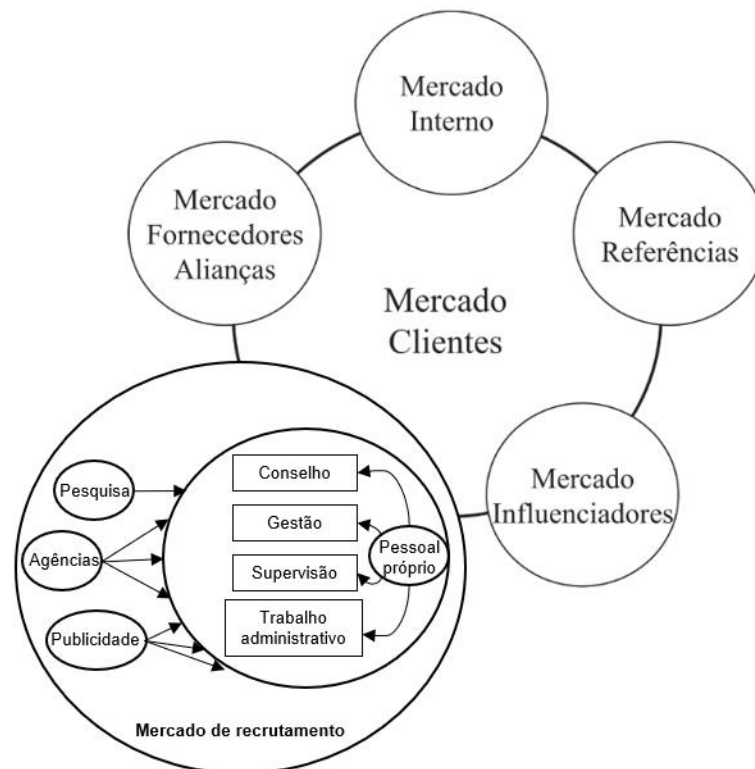 Mercado
Interno
Mercado
Fornecedores
Alianças
Mercado
Referências
Mercado
Clientes
Mercado
Influenciadores
Pesquisa
Agências
Publicidade
Conselho
Gestão
Supervisão
Trabalho
administrativo
Pessoal
próprio
Mercado de recrutamento